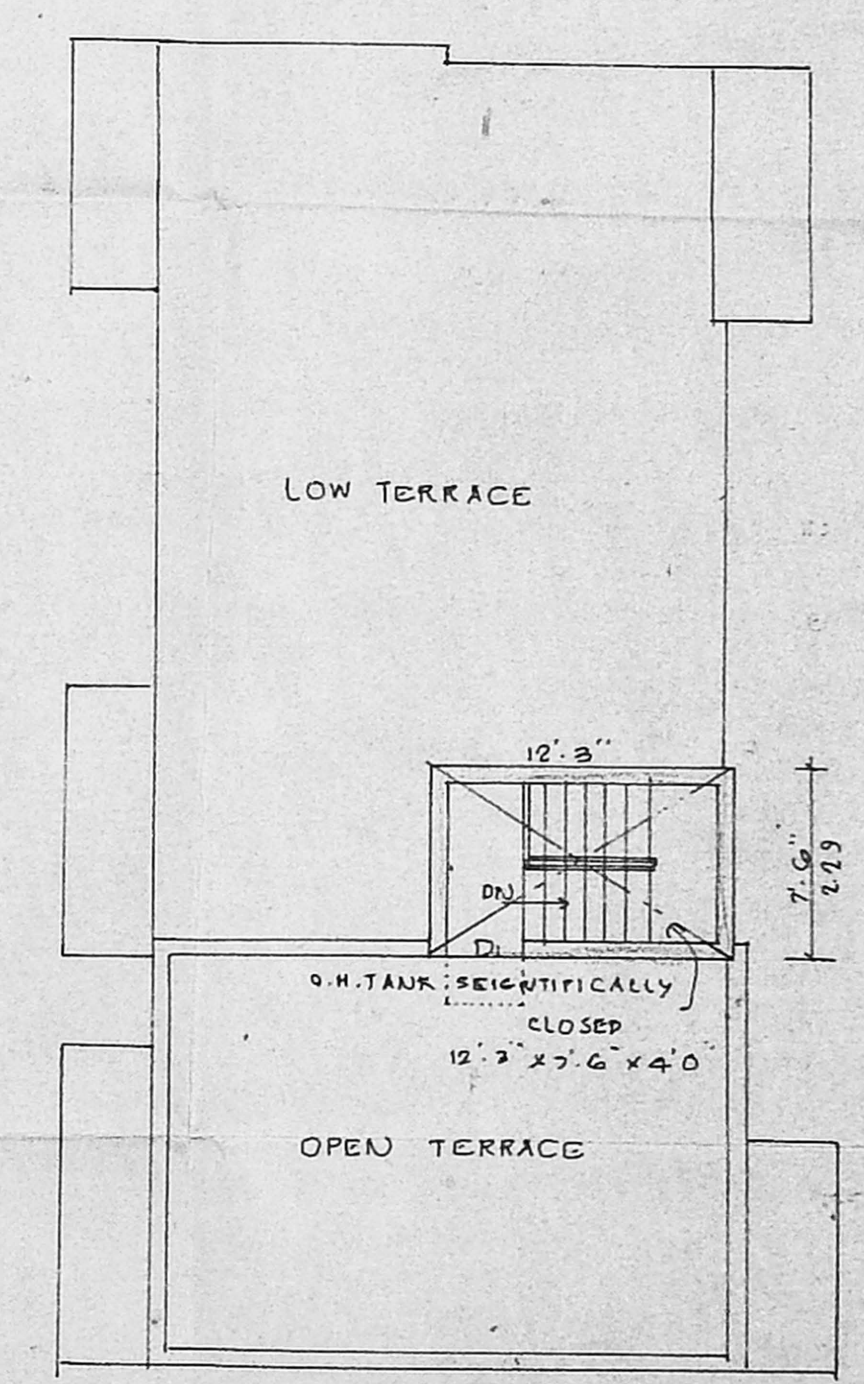 LOW TERRACE
12'.3"
7'.6"
2.29
DN
D1
O.H.TANK SEIGNTIFICALLY
CLOSED
12'.3" x 7'.6" x 4'0"
OPEN TERRACE